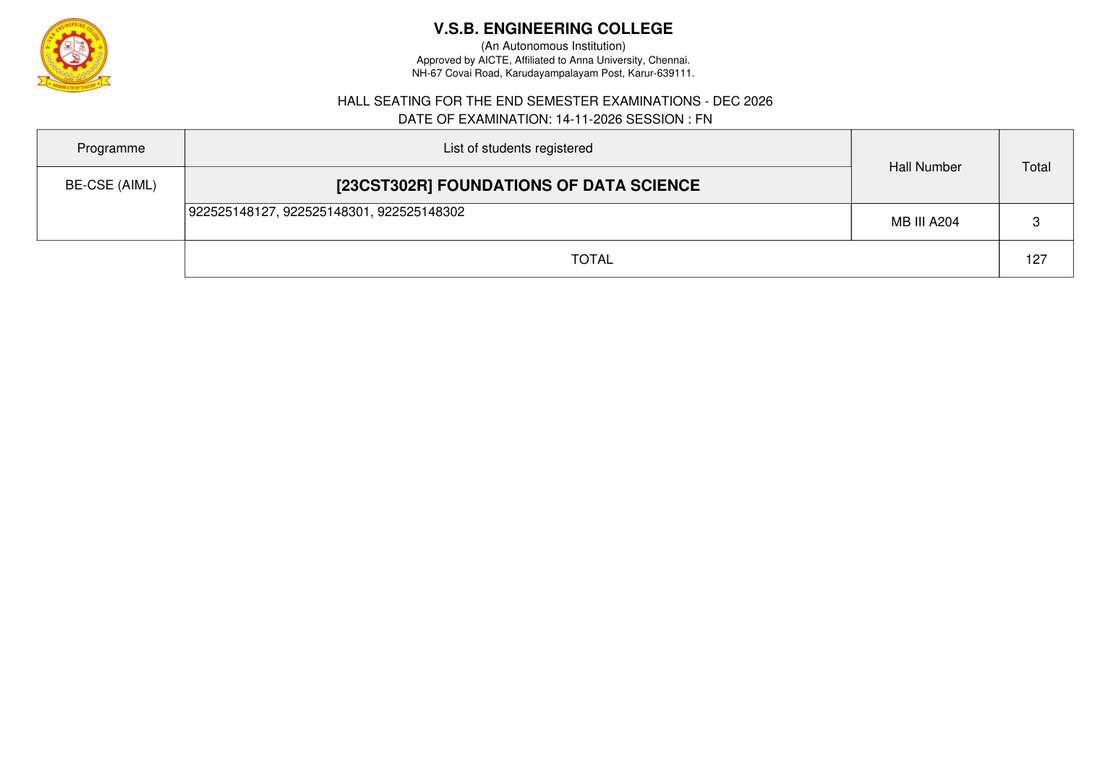 V.S.B. ENGINEERING COLLEGE
(An Autonomous Institution)
Approved by AICTE, Affiliated to Anna University, Chennai.
NH-67 Covai Road, Karudayampalayam Post, Karur-639111.
HALL SEATING FOR THE END SEMESTER EXAMINATIONS - DEC 2026
DATE OF EXAMINATION: 14-11-2026 SESSION : FN
Programme
List of students registered
Hall Number
Total
BE-CSE (AIML)
[23CST302R] FOUNDATIONS OF DATA SCIENCE
922525148127, 922525148301, 922525148302
MB III A204
3
TOTAL
127